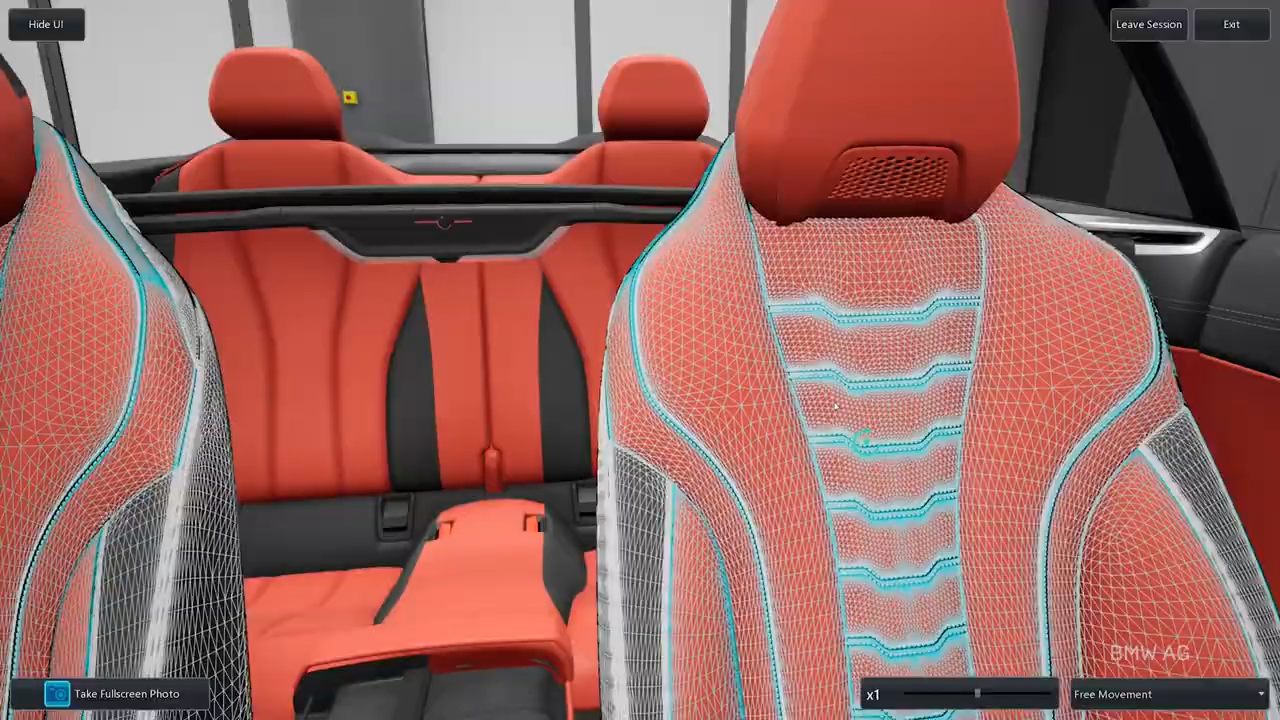 Hide UI
Leave Session
Exit
BMW AG
Take Fullscreen Photo
x1
Free Movement